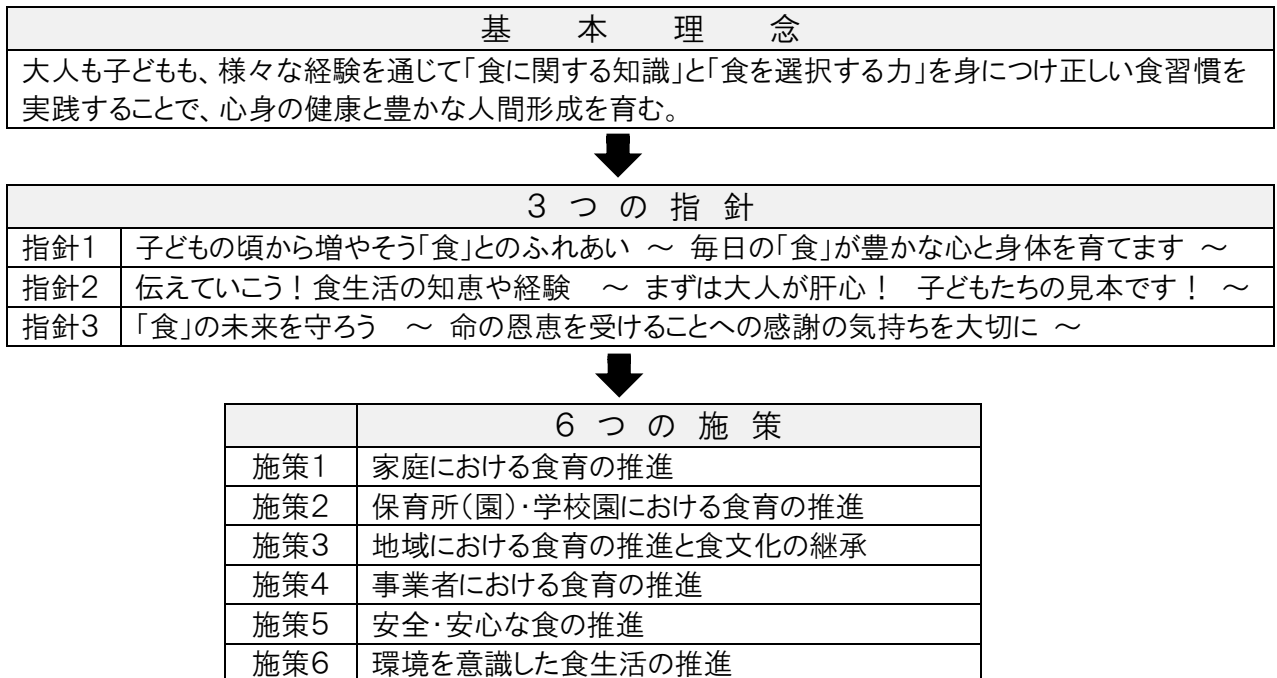 基本理念
大人も子どもも、様々な経験を通じて「食に関する知識」と「食を選択する力」を身につけ正しい食習慣を
実践することで、心身の健康と豊かな人間形成を育む。
3つの指針
指針1 子どもの頃から増やそう「食」とのふれあい ～ 毎日の「食」が豊かな心と身体を育てます ～
指針2 伝えていこう！食生活の知恵や経験 ～ まずは大人が肝心！ 子どもたちの見本です！ ～
指針3 「食」の未来を守ろう ～ 命の恩恵を受けることへの感謝の気持ちを大切に ～
6つの施策
施策1 家庭における食育の推進
施策2 保育所(園)・学校園における食育の推進
施策3 地域における食育の推進と食文化の継承
施策4 事業者における食育の推進
施策5 安全・安心な食の推進
施策6 環境を意識した食生活の推進